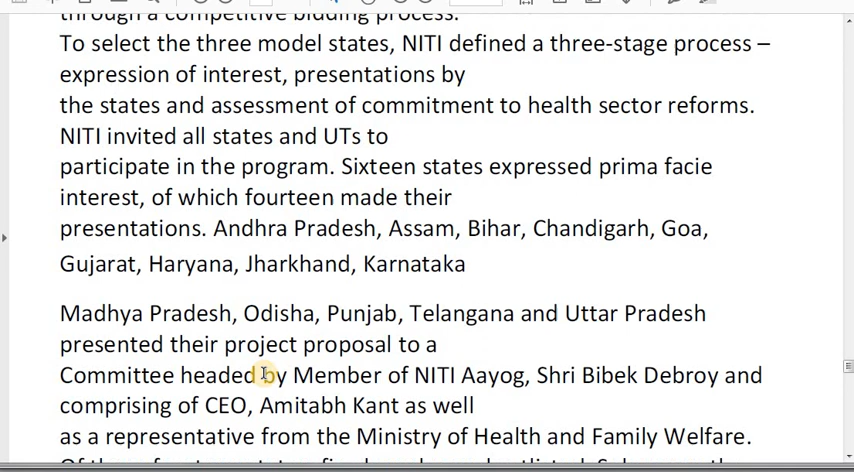 through a competitive bidding process.
To select the three model states, NITI defined a three-stage process –
expression of interest, presentations by
the states and assessment of commitment to health sector reforms.
NITI invited all states and UTs to
participate in the program. Sixteen states expressed prima facie
interest, of which fourteen made their
presentations. Andhra Pradesh, Assam, Bihar, Chandigarh, Goa,
Gujarat, Haryana, Jharkhand, Karnataka
Madhya Pradesh, Odisha, Punjab, Telangana and Uttar Pradesh
presented their project proposal to a
Committee headed by Member of NITI Aayog, Shri Bibek Debroy and
comprising of CEO, Amitabh Kant as well
as a representative from the Ministry of Health and Family Welfare.